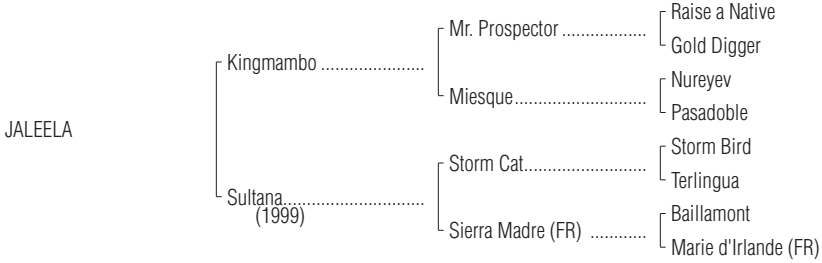 Raise a Native
Mr. Prospector ..................
Gold Digger
Kingmambo ......................
Nureyev
Miesque............................
Pasadoble
JALEELA
Storm Bird
Storm Cat..........................
Terlingua
Sultana..............................
(1999)
Baillamont
Sierra Madre (FR) ............
Marie d'Irlande (FR)